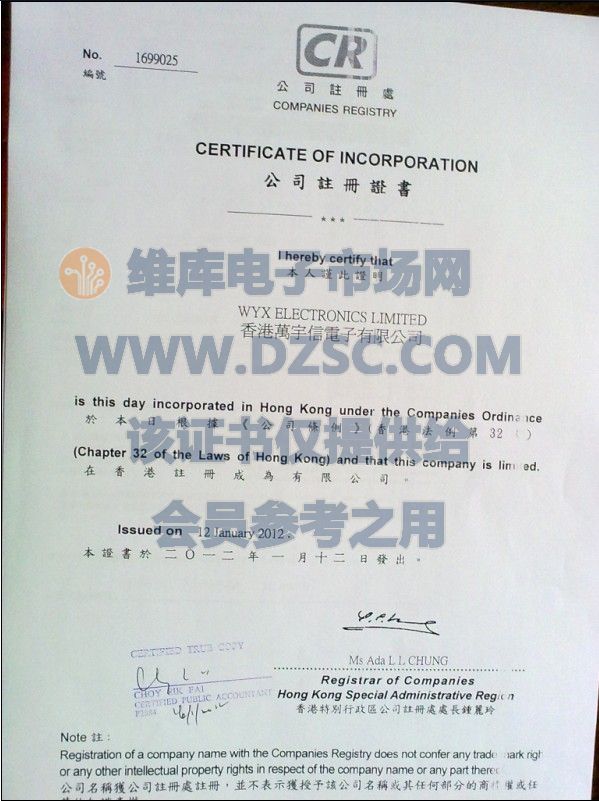 No. 1699025
編號
CR
公司註冊處
COMPANIES REGISTRY
CERTIFICATE OF INCORPORATION
公司註冊證書
***
I hereby certify that
本人謹此證明
维库电子市场网
WYX ELECTRONICS LIMITED
香港萬宇信電子有限公司
WWW.DZSC.COM
is this day incorporated in Hong Kong under the Companies Ordinance
於本日根據《公司條例》(香港法例第32
该证书仅提供给
(Chapter 32 of the Laws of Hong Kong) and that this company is limited.
在香港註冊成為有限公司。
会员参考之用
Issued on 12 January 2012.
本證書於二〇一二年一月十二日發出。
CERTIFIED TRUE COPY
Ms Ada L L CHUNG
CHOY HIK FAI
CERTIFIED PUBLIC ACCOUNTANT
Registrar of Companies
Hong Kong Special Administrative Region
香港特別行政區公司註冊處處長鍾麗玲
Note 註:
Registration of a company name with the Companies Registry does not confer any trade mark righ
or any other intellectual property rights in respect of the company name or any part thereo
公司名稱獲公司註冊處註冊,並不表示獲授予該公司名稱或其任何部分的商標權或任